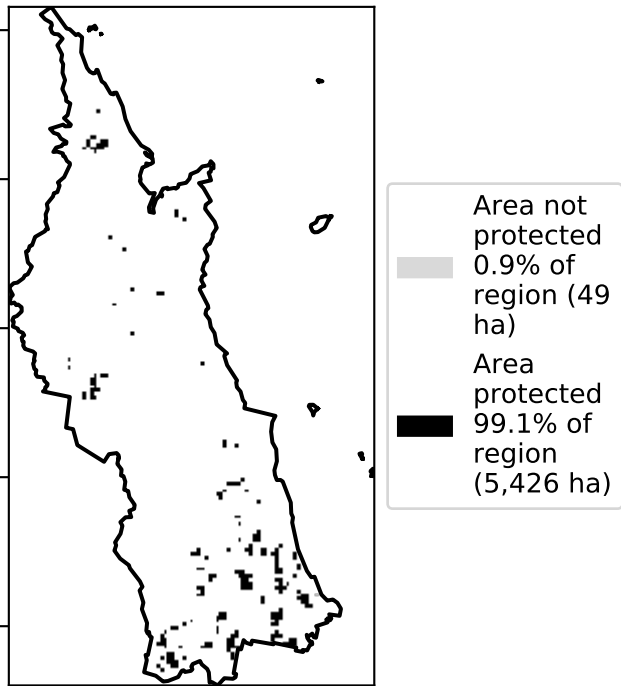 Area not
protected
0.9% of
region (49
ha)
Area
protected
99.1% of
region
(5,426 ha)